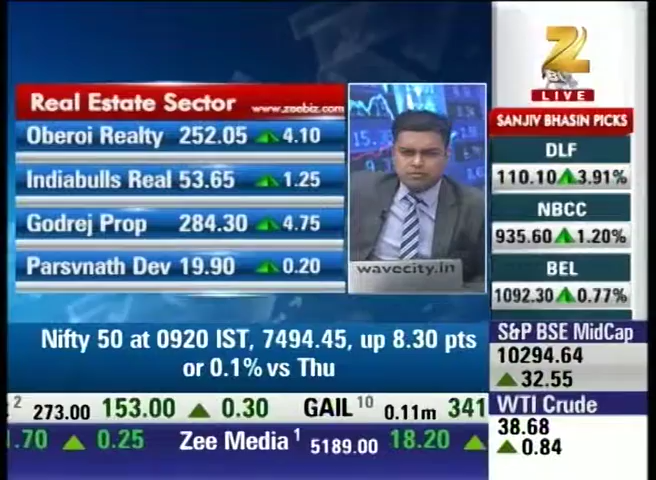 Real Estate Sector www.zeebiz.com
Oberoi Realty 252.05 4.10
Indiabulls Real 53.65 1.25
Godrej Prop 284.30 4.75
Parsvnath Dev 19.90 0.20
wavecity.in
Z
LIVE
SANJIV BHASIN PICKS
DLF
110.10 3.91%
NBCC
935.60 1.20%
BEL
1092.30 0.77%
Nifty 50 at 0920 IST, 7494.45, up 8.30 pts
or 0.1% vs Thu
S&P BSE MidCap
10294.64
32.55
2 273.00 153.00 0.30 GAIL 10 0.11m 341
WTI Crude
38.68
0.84
.70 0.25 Zee Media 1 5189.00 18.20